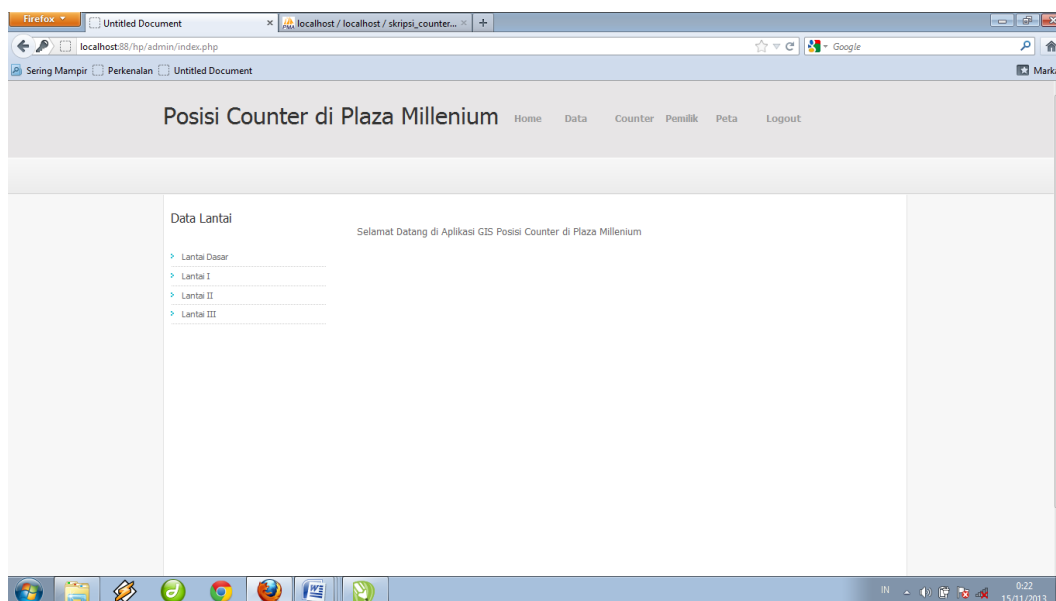 Firefox
Untitled Document
localhost / localhost / skripsi_counter...
localhost:88/hp/admin/index.php
Google
Sering Mampir Perkenalan Untitled Document
Marka
Posisi Counter di Plaza Millenium Home Data Counter Pemilik Peta Logout
Data Lantai
Selamat Datang di Aplikasi GIS Posisi Counter di Plaza Millenium
Lantai Dasar
Lantai I
Lantai II
Lantai III
IN
0:22
15/11/2013